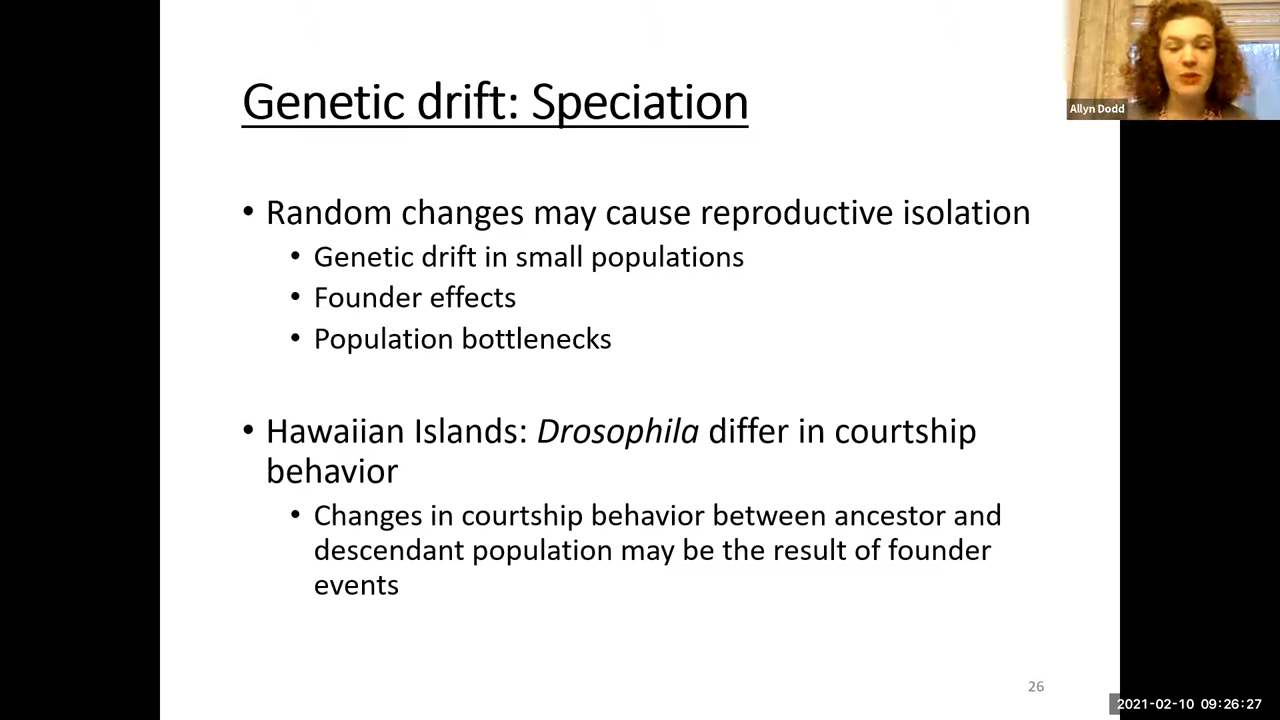 Genetic drift: Speciation
Allyn Dodd
• Random changes may cause reproductive isolation
• Genetic drift in small populations
• Founder effects
• Population bottlenecks
• Hawaiian Islands: Drosophila differ in courtship
behavior
• Changes in courtship behavior between ancestor and
descendant population may be the result of founder
events
26
2021-02-10 09:26:27